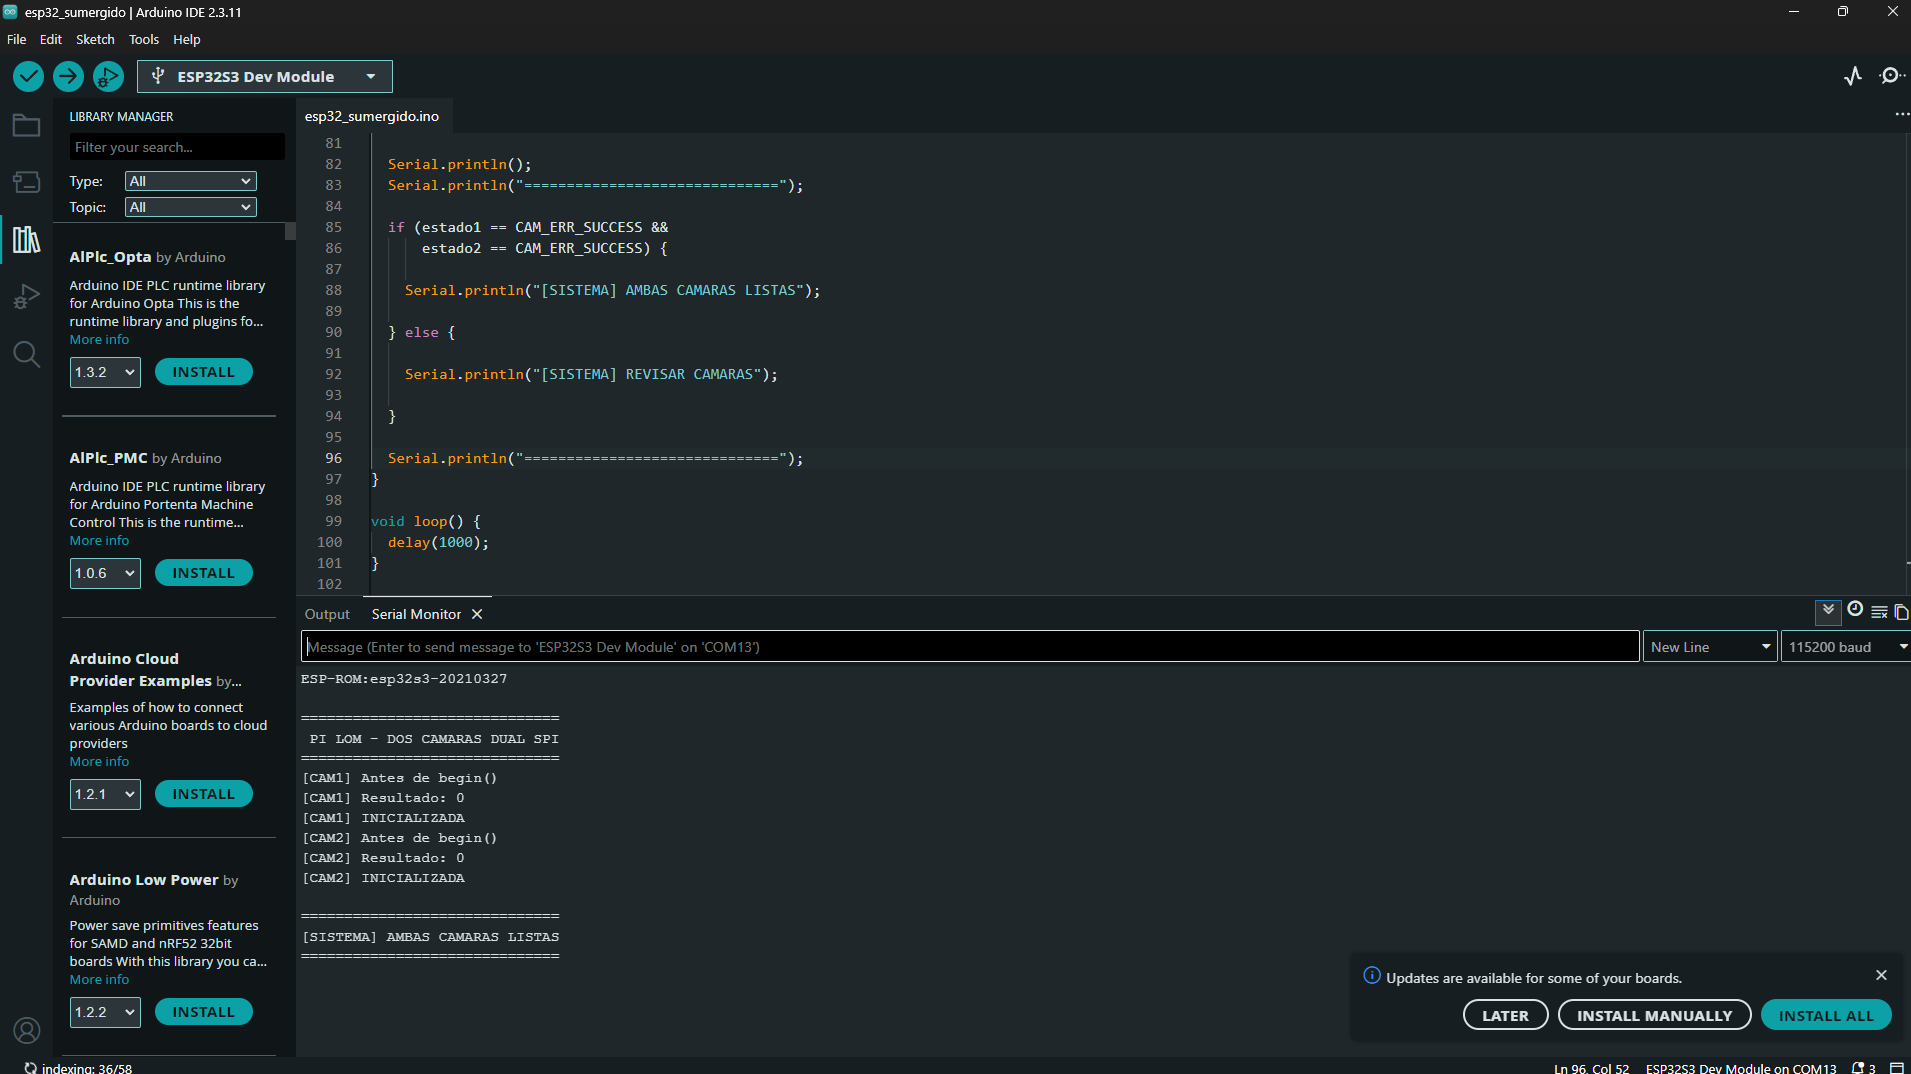 esp32_sumergido | Arduino IDE 2.3.11
File Edit Sketch Tools Help
ESP32S3 Dev Module
LIBRARY MANAGER
Filter your search...
Type: All
Topic: All
AlPlc_Opta by Arduino
Arduino IDE PLC runtime library
for Arduino Opta This is the
runtime library and plugins fo...
More info
1.3.2 INSTALL
AlPlc_PMC by Arduino
Arduino IDE PLC runtime library
for Arduino Portenta Machine
Control This is the runtime...
More info
1.0.6 INSTALL
Arduino Cloud
Provider Examples by...
Examples of how to connect
various Arduino boards to cloud
providers
More info
1.2.1 INSTALL
Arduino Low Power by
Arduino
Power save primitives features
for SAMD and nRF52 32bit
boards With this library you ca...
More info
1.2.2 INSTALL
esp32_sumergido.ino
81
82 Serial.println();
83 Serial.println("==============================");
84
85 if (estado1 == CAM_ERR_SUCCESS &&
86 estado2 == CAM_ERR_SUCCESS) {
87
88 Serial.println("[SISTEMA] AMBAS CAMARAS LISTAS");
89
90 } else {
91
92 Serial.println("[SISTEMA] REVISAR CAMARAS");
93
94 }
95
96 Serial.println("==============================");
97 }
98
99 void loop() {
100 delay(1000);
101 }
102
Output Serial Monitor
Message (Enter to send message to 'ESP32S3 Dev Module' on 'COM13')
New Line 115200 baud
ESP-ROM:esp32s3-20210327
==============================
PI LOM - DOS CAMARAS DUAL SPI
==============================
[CAM1] Antes de begin()
[CAM1] Resultado: 0
[CAM1] INICIALIZADA
[CAM2] Antes de begin()
[CAM2] Resultado: 0
[CAM2] INICIALIZADA
==============================
[SISTEMA] AMBAS CAMARAS LISTAS
==============================
Updates are available for some of your boards.
LATER INSTALL MANUALLY INSTALL ALL
indexing: 36/58
Ln 96, Col 52 ESP32S3 Dev Module on COM13 3